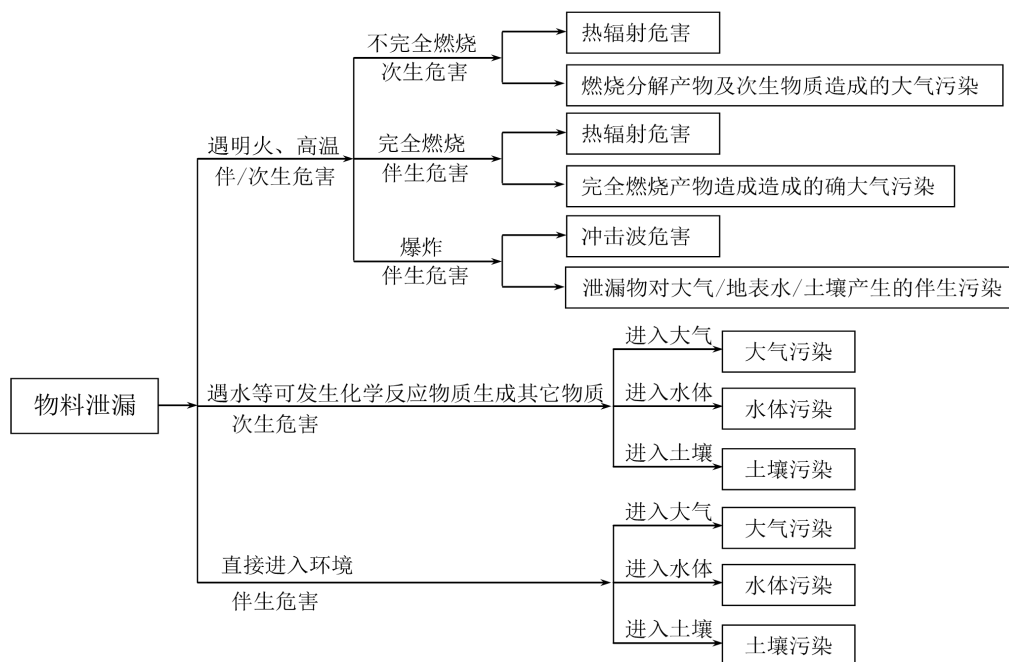 不完全燃烧
次生危害
热辐射危害
燃烧分解产物及次生物质造成的大气污染
遇明火、高温
伴/次生危害
完全燃烧
伴生危害
热辐射危害
完全燃烧产物造成造成的确大气污染
爆炸
伴生危害
冲击波危害
泄漏物对大气/地表水/土壤产生的伴生污染
物料泄漏
遇水等可发生化学反应物质生成其它物质
次生危害
进入大气
大气污染
进入水体
水体污染
进入土壤
土壤污染
直接进入环境
伴生危害
进入大气
大气污染
进入水体
水体污染
进入土壤
土壤污染